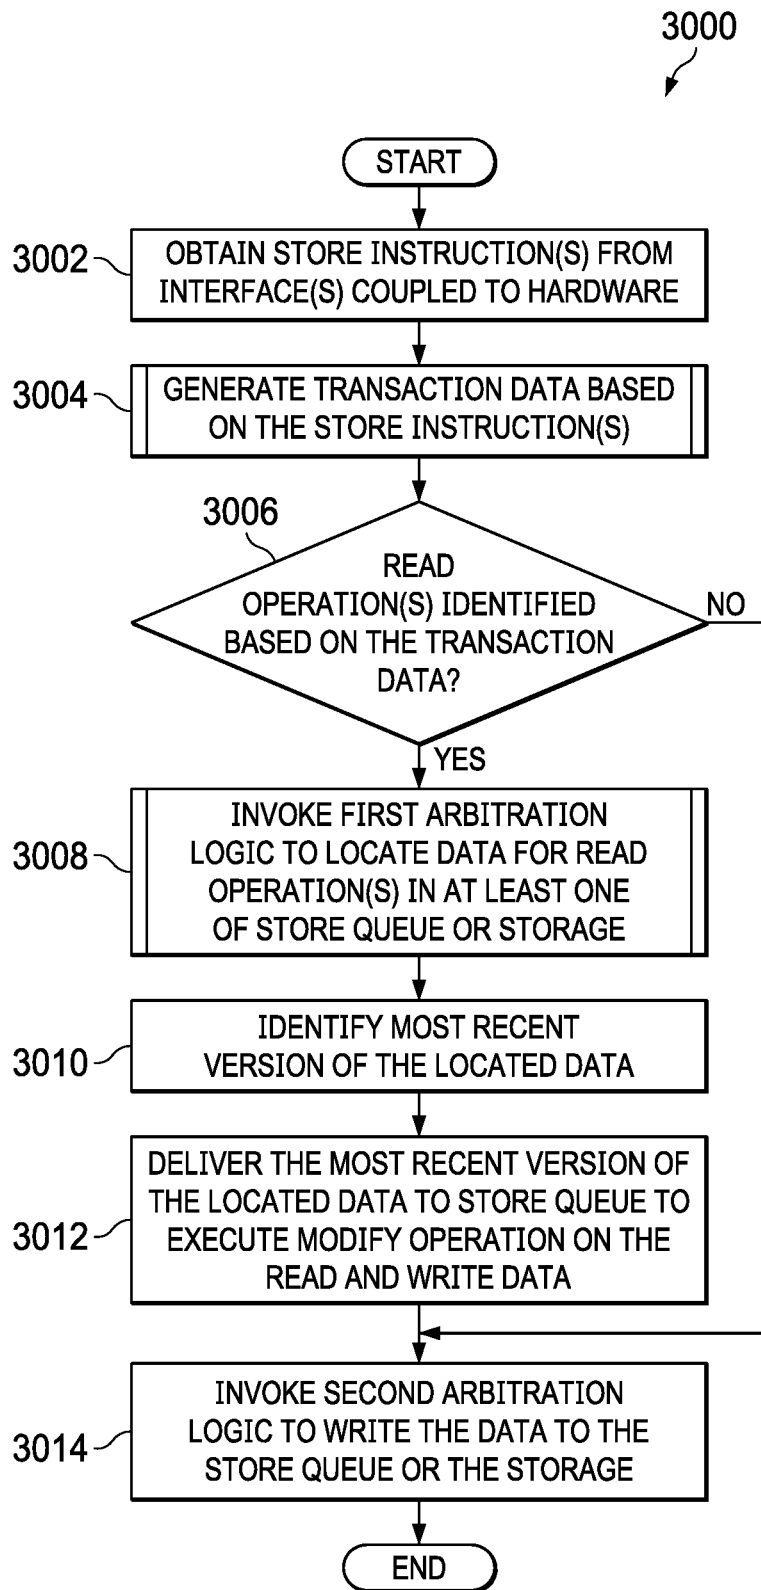 3000
START
3002
OBTAIN STORE INSTRUCTION(S) FROM
INTERFACE(S) COUPLED TO HARDWARE
3004
GENERATE TRANSACTION DATA BASED
ON THE STORE INSTRUCTION(S)
3006
READ
OPERATION(S) IDENTIFIED
BASED ON THE TRANSACTION
DATA?
NO
YES
3008
INVOKE FIRST ARBITRATION
LOGIC TO LOCATE DATA FOR READ
OPERATION(S) IN AT LEAST ONE
OF STORE QUEUE OR STORAGE
3010
IDENTIFY MOST RECENT
VERSION OF THE LOCATED DATA
3012
DELIVER THE MOST RECENT VERSION OF
THE LOCATED DATA TO STORE QUEUE TO
EXECUTE MODIFY OPERATION ON THE
READ AND WRITE DATA
3014
INVOKE SECOND ARBITRATION
LOGIC TO WRITE THE DATA TO THE
STORE QUEUE OR THE STORAGE
END